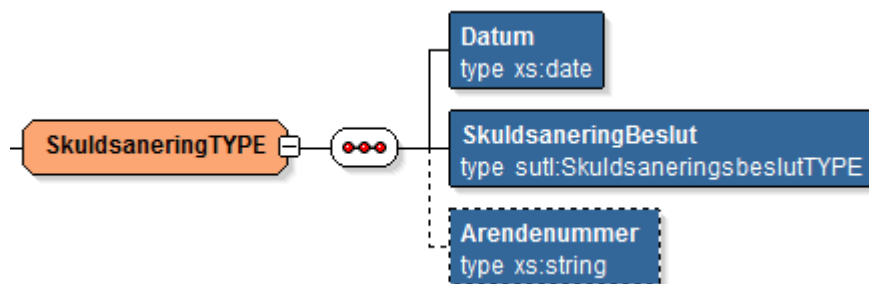 Datum
type xs:date
SkuldsaneringTYPE
SkuldsaneringBeslut
type sutl:SkuldsaneringsbeslutTYPE
Arendenummer
type xs:string